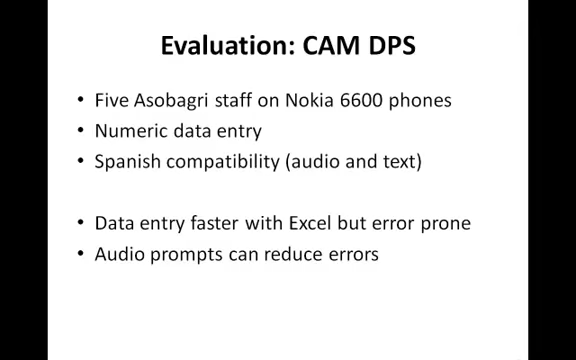 Evaluation: CAM DPS
• Five Asobagri staff on Nokia 6600 phones
• Numeric data entry
• Spanish compatibility (audio and text)
• Data entry faster with Excel but error prone
• Audio prompts can reduce errors